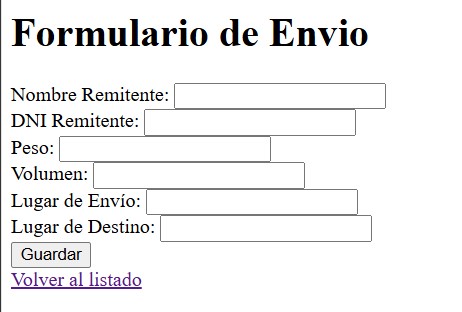 Formulario de Envio
Nombre Remitente:
DNI Remitente:
Peso:
Volumen:
Lugar de Envío:
Lugar de Destino:
Guardar
Volver al listado